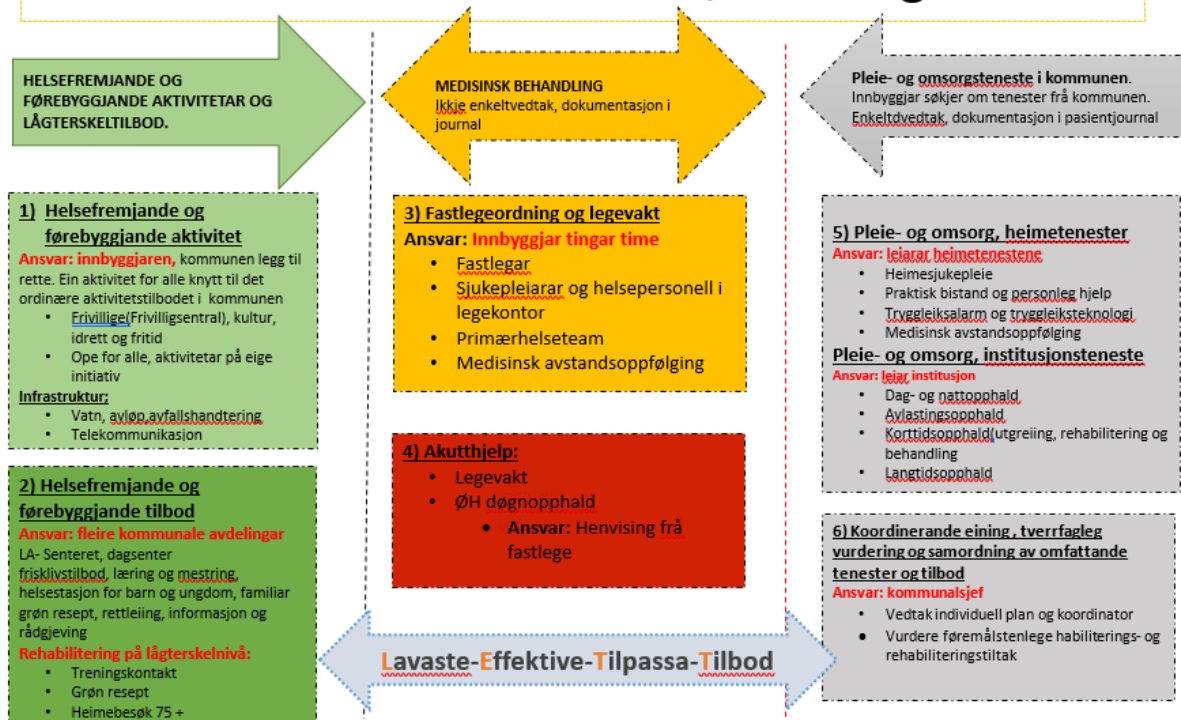 HELSEFREMJANDE OG
FØREBYGGJANDE AKTIVITETAR OG
LÅGTERSKELTILBOD.
MEDISINSK BEHANDLING
Ikkje enkeltvedtak, dokumentasjon i
journal
Pleie- og omsorgsteneste i kommunen.
Innbyggjar søkjer om tenester frå kommunen.
Enkeltdvedtak, dokumentasjon i pasientjournal
1) Helsefremjande og
førebyggjande aktivitet
Ansvar: innbyggjaren, kommunen legg til
rette. Ein aktivitet for alle knytt til det
ordinære aktivitetstilbodet i kommunen
• Frivillige(Frivilligsentral), kultur,
idrett og fritid
• Ope for alle, aktivitetar på eige
initiativ
Infrastruktur;
• Vatn, avløp,avfallshandtering
• Telekommunikasjon
2) Helsefremjande og
førebyggjande tilbod
Ansvar: fleire kommunale avdelingar
LA- Senteret, dagsenter
frisklivstilbod, læring og mestring,
helsestasjon for barn og ungdom, familiar
grøn resept, rettleiing, informasjon og
rådgjeving
Rehabilitering på lågterskelnivå:
• Treningskontakt
• Grøn resept
• Heimebesøk 75 +
3) Fastlegeordning og legevakt
Ansvar: Innbyggjar tingar time
• Fastlegar
• Sjukepleiarar og helsepersonell i
legekontor
• Primærhelseteam
• Medisinsk avstandsoppfølging
4) Akutthjelp:
• Legevakt
• ØH døgnopphald
• Ansvar: Henvising frå
fastlege
5) Pleie- og omsorg, heimetenester
Ansvar: leiarar heimetenestene
• Heimesjukepleie
• Praktisk bistand og personleg hjelp
• Tryggleiksalarm og tryggleiksteknologi
• Medisinsk avstandsoppfølging
Pleie- og omsorg, institusjonsteneste
Ansvar: leiar institusjon
• Dag- og nattopphald
• Avlastingsopphald
• Korttidsopphald(utgreiing, rehabilitering og
behandling
• Langtidsopphald
6) Koordinerande eining, tverrfagleg
vurdering og samordning av omfattande
tenester og tilbod
Ansvar: kommunalsjef
• Vedtak individuell plan og koordinator
• Vurdere føremålstenlege habiliterings- og
rehabiliteringstiltak
Lavaste-Effektive-Tilpassa-Tilbod